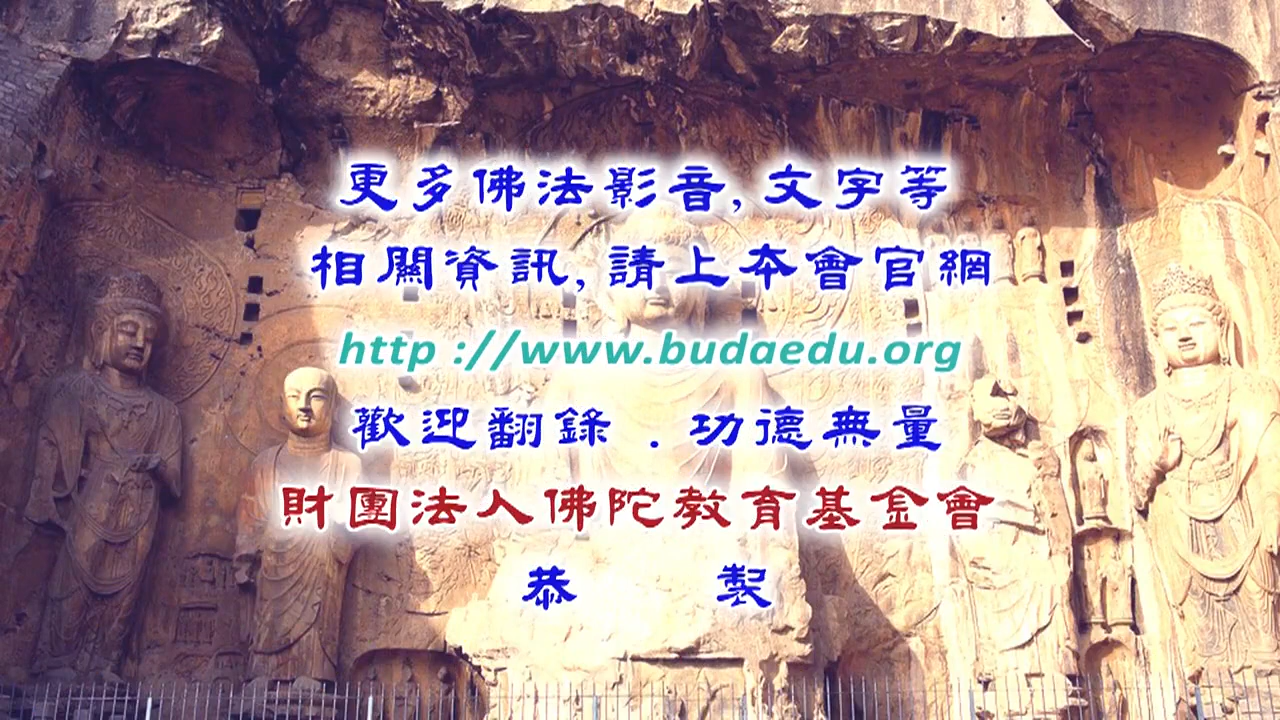 更多佛法影音,文字等
相關資訊,請上本會官網
http ://www.budaedu.org
歡迎翻錄 . 功德無量
財團法人佛陀教育基金會
恭 製